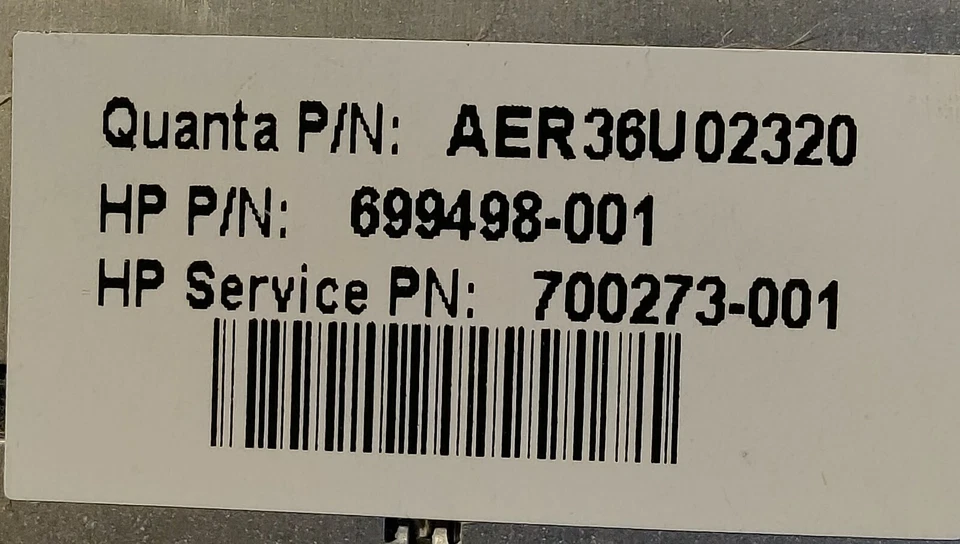 Quanta P/N: AER36U02320
HP P/N: 699498-001
HP Service PN: 700273-001